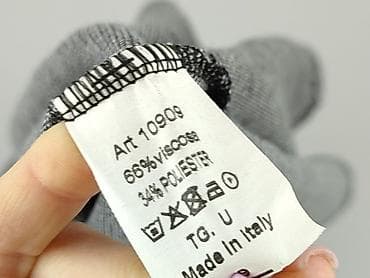 Art 10909
66%viscosa
34% POLIESTER
TG. U
Made In Italy